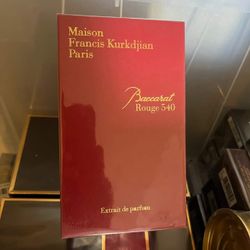 Maison
Francis Kurkdjian
Paris
Baccarat
Rouge 540
Extrait de parfum